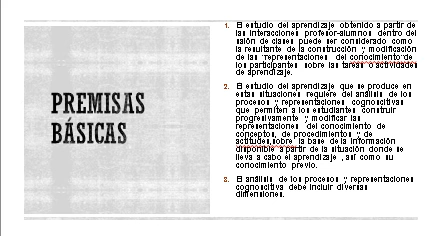 PREMISAS
BÁSICAS
1. El estudio del aprendizaje obtenido a partir de
las interacciones profesor-alumnos dentro del
salón de clases puede ser considerado como
la resultante de la construcción y modificación
de las representaciones del conocimiento de
los participantes sobre las tareas o actividades
de aprendizaje.
2. El estudio del aprendizaje que se produce en
estas situaciones requiere del análisis de los
procesos y representaciones cognoscitivas
que permiten a los estudiantes construir
progresivamente y modificar las
representaciones del conocimiento de
conceptos, de procedimientos y de
actitudes,sobre la base de la información
disponible a partir de la situación donde se
lleva a cabo el aprendizaje , así como su
conocimiento previo.
3. El análisis de los procesos y representaciones
cognoscitiva debe incluir diversas